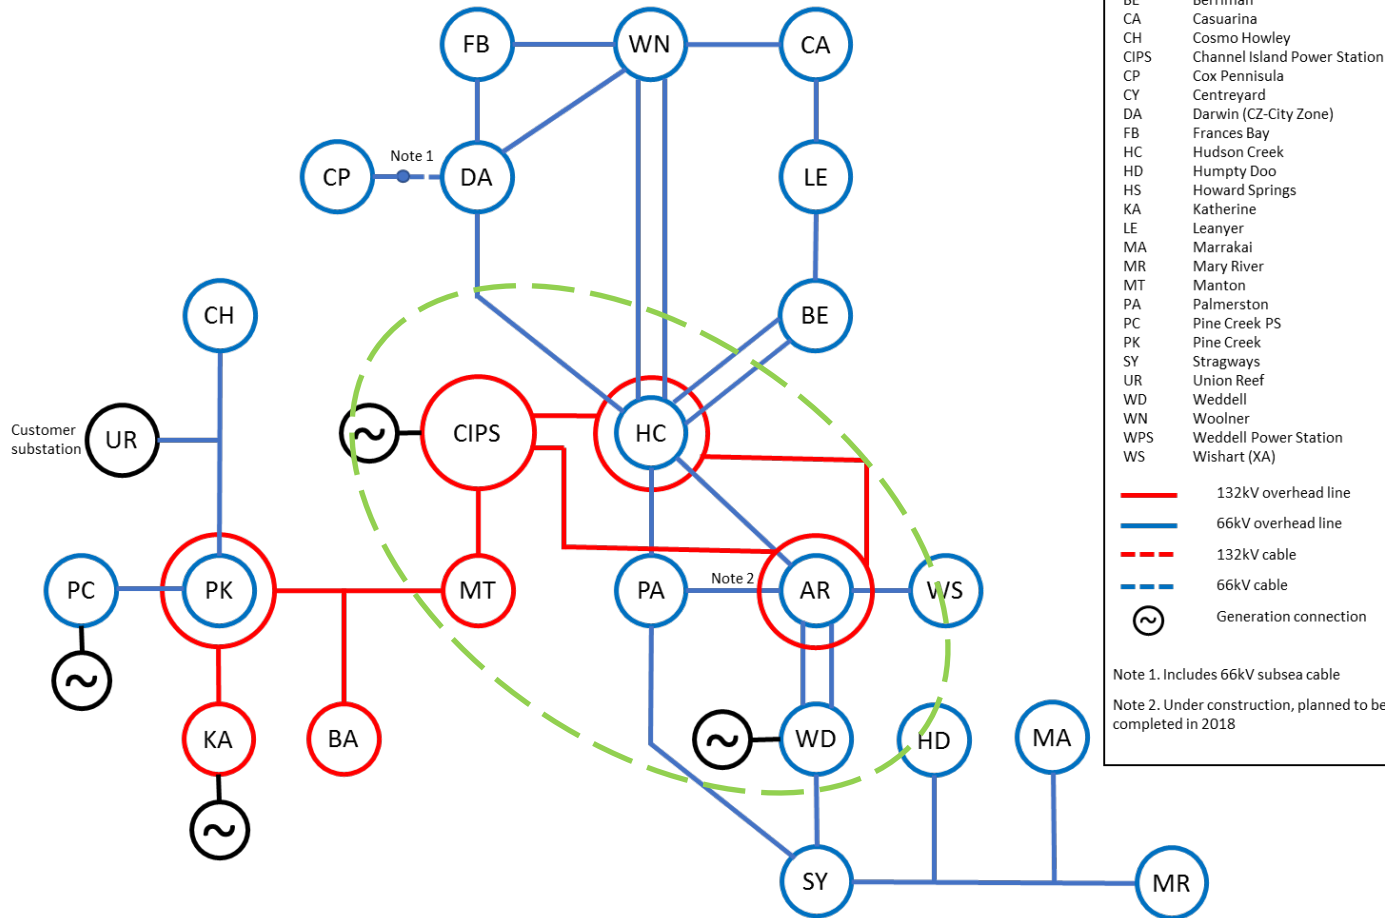 FB
WN
CA
Note 1
CP
DA
LE
CH
BE
Customer
substation
UR
CIPS
HC
PC
PK
MT
PA
Note 2
AR
WS
KA
BA
WD
HD
MA
SY
MR
BE Berriman
CA Casuarina
CH Cosmo Howley
CIPS Channel Island Power Station
CP Cox Pennisula
CY Centreyard
DA Darwin (CZ-City Zone)
FB Frances Bay
HC Hudson Creek
HD Humpty Doo
HS Howard Springs
KA Katherine
LE Leanyer
MA Marrakai
MR Mary River
MT Manton
PA Palmerston
PC Pine Creek PS
PK Pine Creek
SY Stragways
UR Union Reef
WD Weddell
WN Woolner
WPS Weddell Power Station
WS Wishart (XA)
132kV overhead line
66kV overhead line
132kV cable
66kV cable
Generation connection
Note 1. Includes 66kV subsea cable
Note 2. Under construction, planned to be
completed in 2018